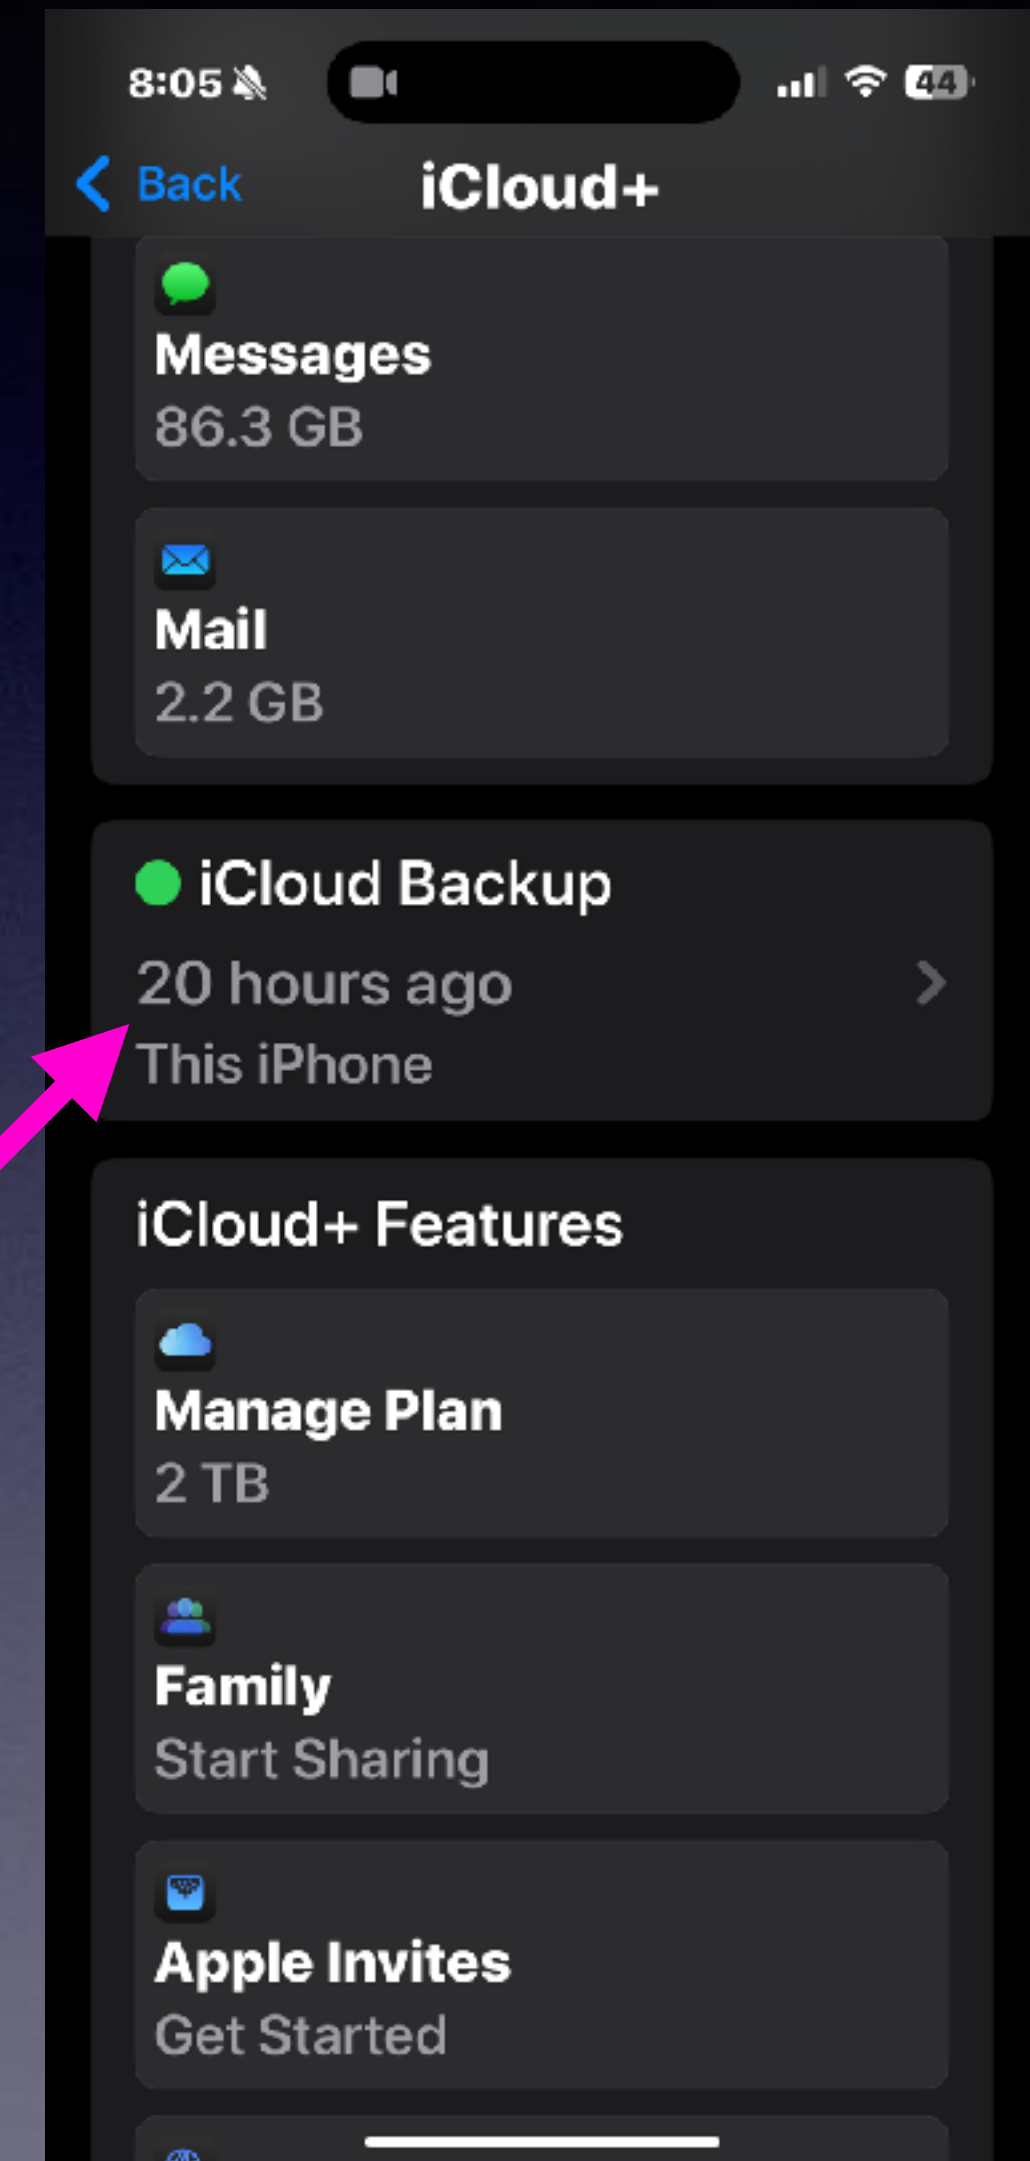 8:05
44
Back
iCloud+
Messages
86.3 GB
Mail
2.2 GB
iCloud Backup
20 hours ago
This iPhone
iCloud+ Features
Manage Plan
2 TB
Family
Start Sharing
Apple Invites
Get Started